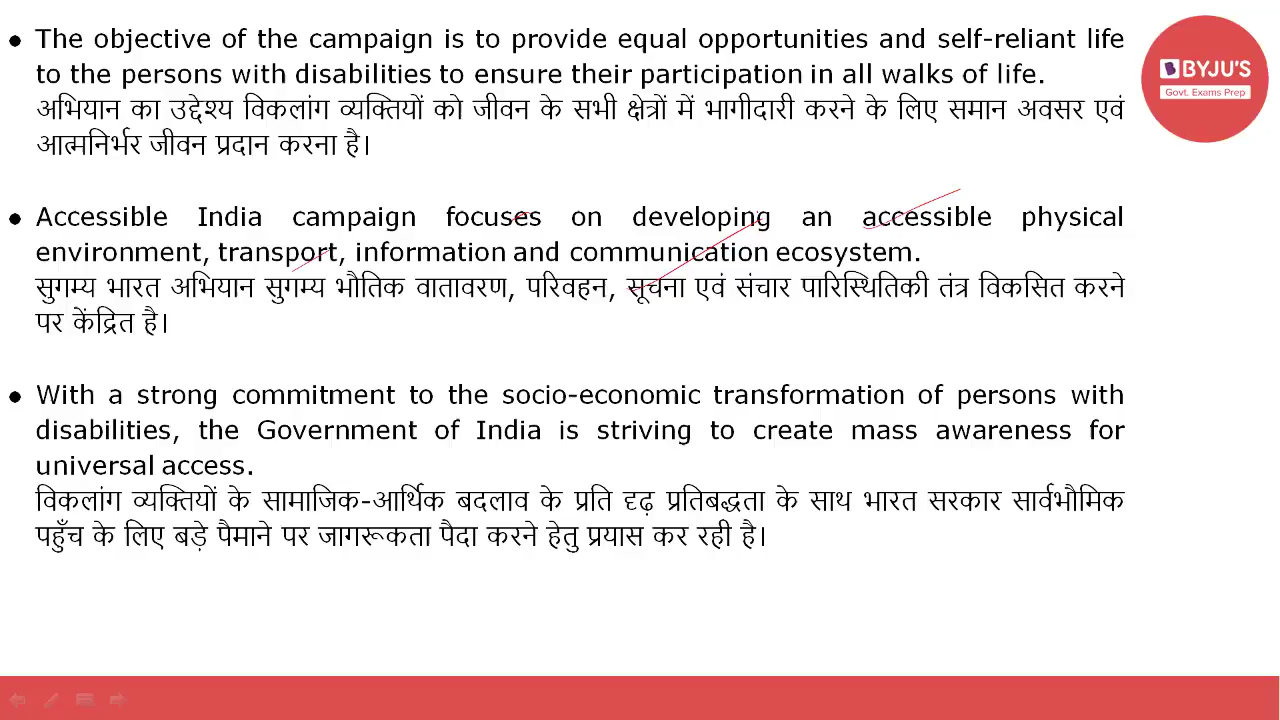 • The objective of the campaign is to provide equal opportunities and self-reliant life
to the persons with disabilities to ensure their participation in all walks of life.
अभियान का उद्देश्य विकलांग व्यक्तियों को जीवन के सभी क्षेत्रों में भागीदारी करने के लिए समान अवसर एवं
आत्मनिर्भर जीवन प्रदान करना है।
• Accessible India campaign focuses on developing an accessible physical
environment, transport, information and communication ecosystem.
सुगम्य भारत अभियान सुगम्य भौतिक वातावरण, परिवहन, सूचना एवं संचार पारिस्थितिकी तंत्र विकसित करने
पर केंद्रित है।
• With a strong commitment to the socio-economic transformation of persons with
disabilities, the Government of India is striving to create mass awareness for
universal access.
विकलांग व्यक्तियों के सामाजिक-आर्थिक बदलाव के प्रति दृढ़ प्रतिबद्धता के साथ भारत सरकार सार्वभौमिक
पहुँच के लिए बड़े पैमाने पर जागरूकता पैदा करने हेतु प्रयास कर रही है।
BYJU'S
Govt. Exams Prep